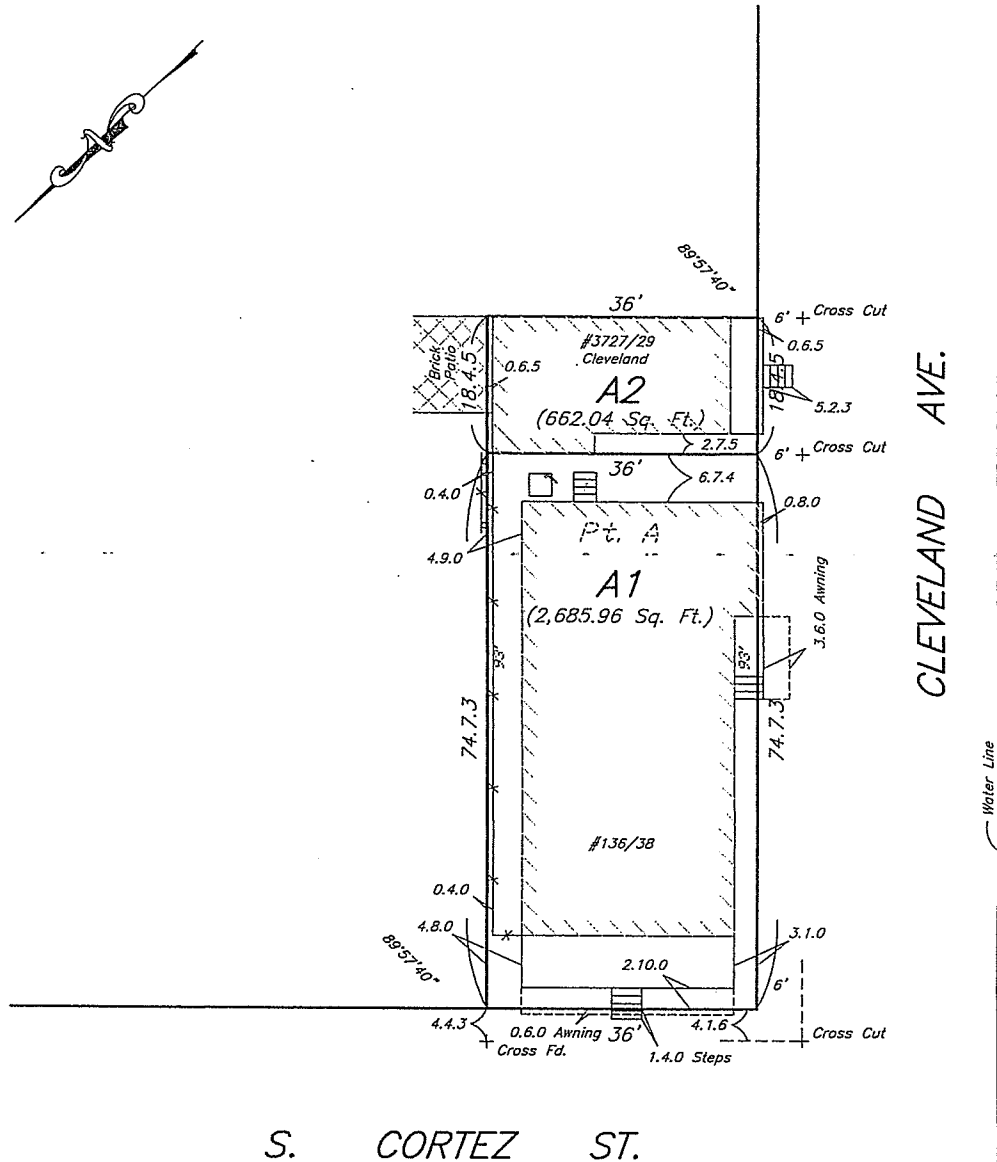 89°57'40"
36'
6'
Cross Cut
#3727/29
Cleveland
0.6.5
Brick
Patio
18.4.5
0.6.5
18.4.5
A2
5.2.3
(662.04 Sq. Ft.)
2.7.5
36'
6'
Cross Cut
6.7.4
0.4.0
0.8.0
Pt. A
4.9.0
A1
(2,685.96 Sq. Ft.)
3.6.0 Awning
93'
93'
CLEVELAND AVE.
74.7.3
74.7.3
Water Line
#136/38
0.4.0
4.8.0
3.1.0
89°57'40"
2.10.0
6'
4.4.3
0.6.0 Awning
36'
4.1.6
Cross Cut
Cross Fd.
1.4.0 Steps
S. CORTEZ ST.